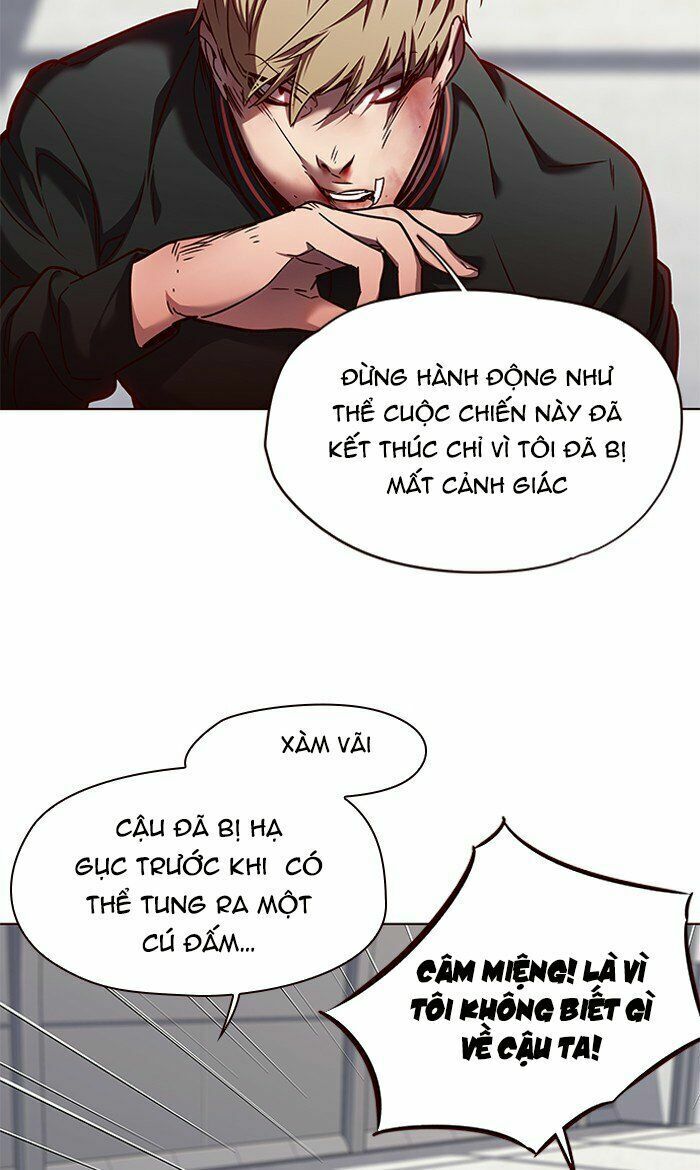 ĐỪNG HÀNH ĐỘNG NHƯ
THỂ CUỘC CHIẾN NÀY ĐÃ
KẾT THÚC CHỈ VÌ TÔI ĐÃ BỊ
MẤT CẢNH GIÁC
XÀM VÃI
CẬU ĐÃ BỊ HẠ
GỤC TRƯỚC KHI CÓ
THỂ TUNG RA MỘT
CÚ ĐẤM...
CÂM MIỆNG! LÀ VÌ
TÔI KHÔNG BIẾT GÌ
VỀ CẬU TA!